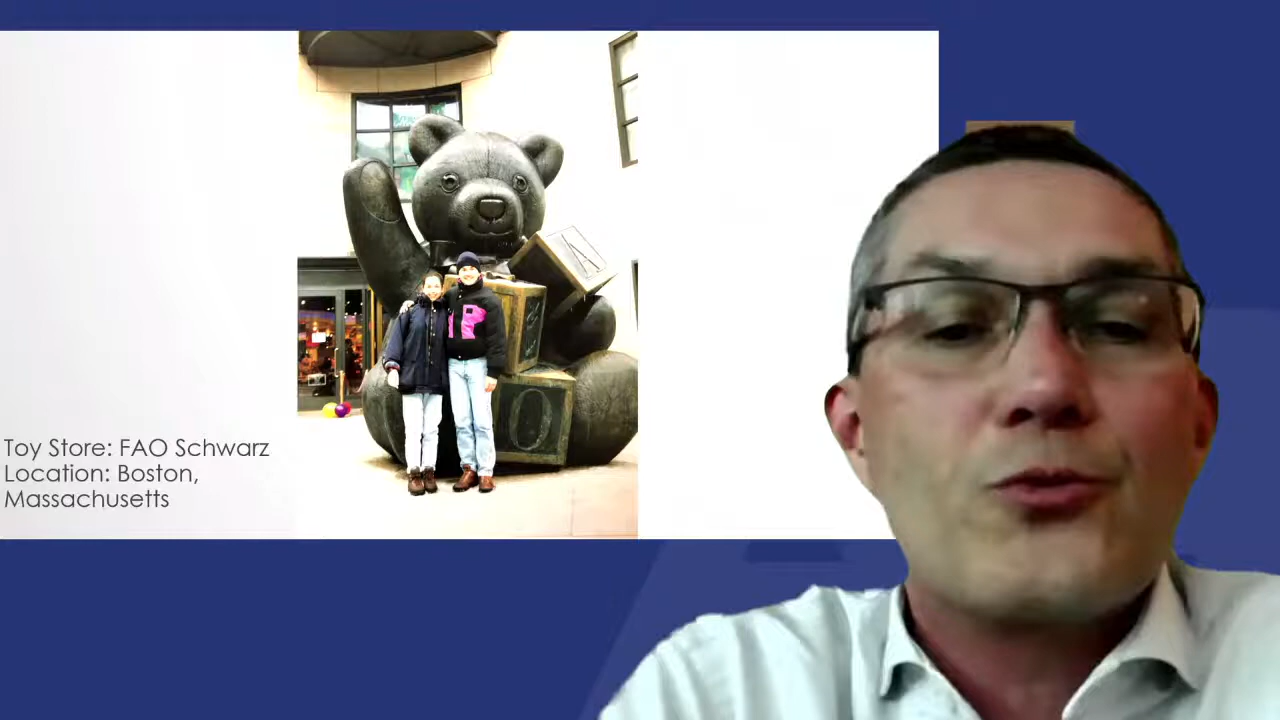 Toy Store: FAO Schwarz
Location: Boston,
Massachusetts
P
A
O